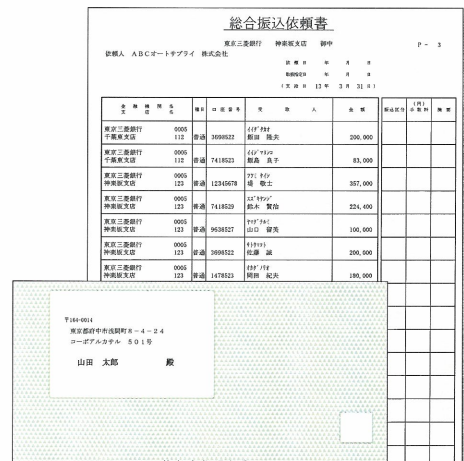 総合振込依頼書
東京三菱銀行 神楽坂支店 御中 P- 3
依頼人 ABCオートサプライ 株式会社
依頼日 年 月 日
取組指定日 年 月 日
(支給日 13年 3月 31日)
金融機関名 種目 口座番号 受取人 金額 振込区分 (円) 手数料 摘要
支店名
東京三菱銀行 0005 イイダ タカオ
千葉東支店 112 普通 3698522 飯田 隆夫 200,000
東京三菱銀行 0005 イイジマリヨコ
千葉東支店 112 普通 7418523 飯島 良子 83,000
東京三菱銀行 0005
神楽坂支店 123 普通 12345678 堤 敬士 357,000
東京三菱銀行 0005 スズキケンジ
神楽坂支店 123 普通 7418529 鈴木 賢治 224,400
東京三菱銀行 0005 ヤマグチルミ
神楽坂支店 123 普通 9638527 山口 留美 100,000
東京三菱銀行 0005 サトウマコト
神楽坂支店 123 普通 3698522 佐藤 誠 200,000
東京三菱銀行 0005 オカダ ノリオ
神楽坂支店 123 普通 1478523 岡田 紀夫 180,000
〒164-0014
東京都府中市浅間町8-4-24
コーポアルカサル 501号
山田 太郎 殿